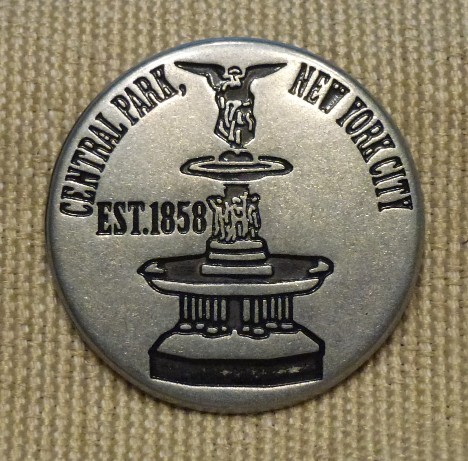 CENTRAL PARK, NEW YORK CITY
EST.1858